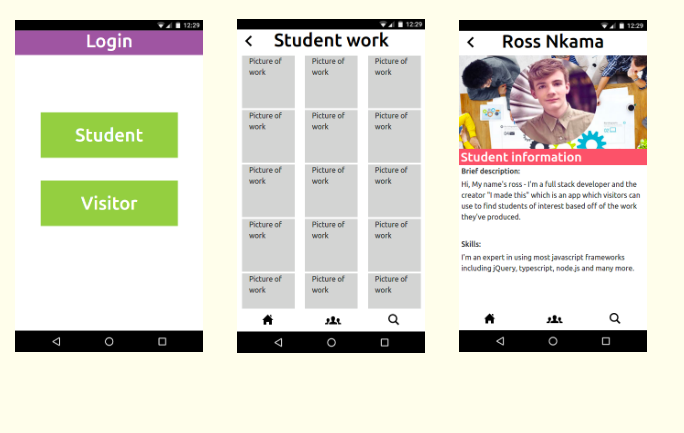 12:29
Login
Student
Visitor
12:29
Student work
Picture of Picture of Picture of
work work work
Picture of Picture of Picture of
work work work
Picture of Picture of Picture of
work work work
Picture of Picture of Picture of
work work work
Picture of Picture of Picture of
work work work
12:29
Ross Nkama
Student information
Brief description:
Hi, My name's ross - I'm a full stack developer and the
creator "I made this" which is an app which visitors can
use to find students of interest based off of the work
they've produced.
Skills:
I'm an expert in using most javascript frameworks
including jQuery, typescript, node.js and many more.